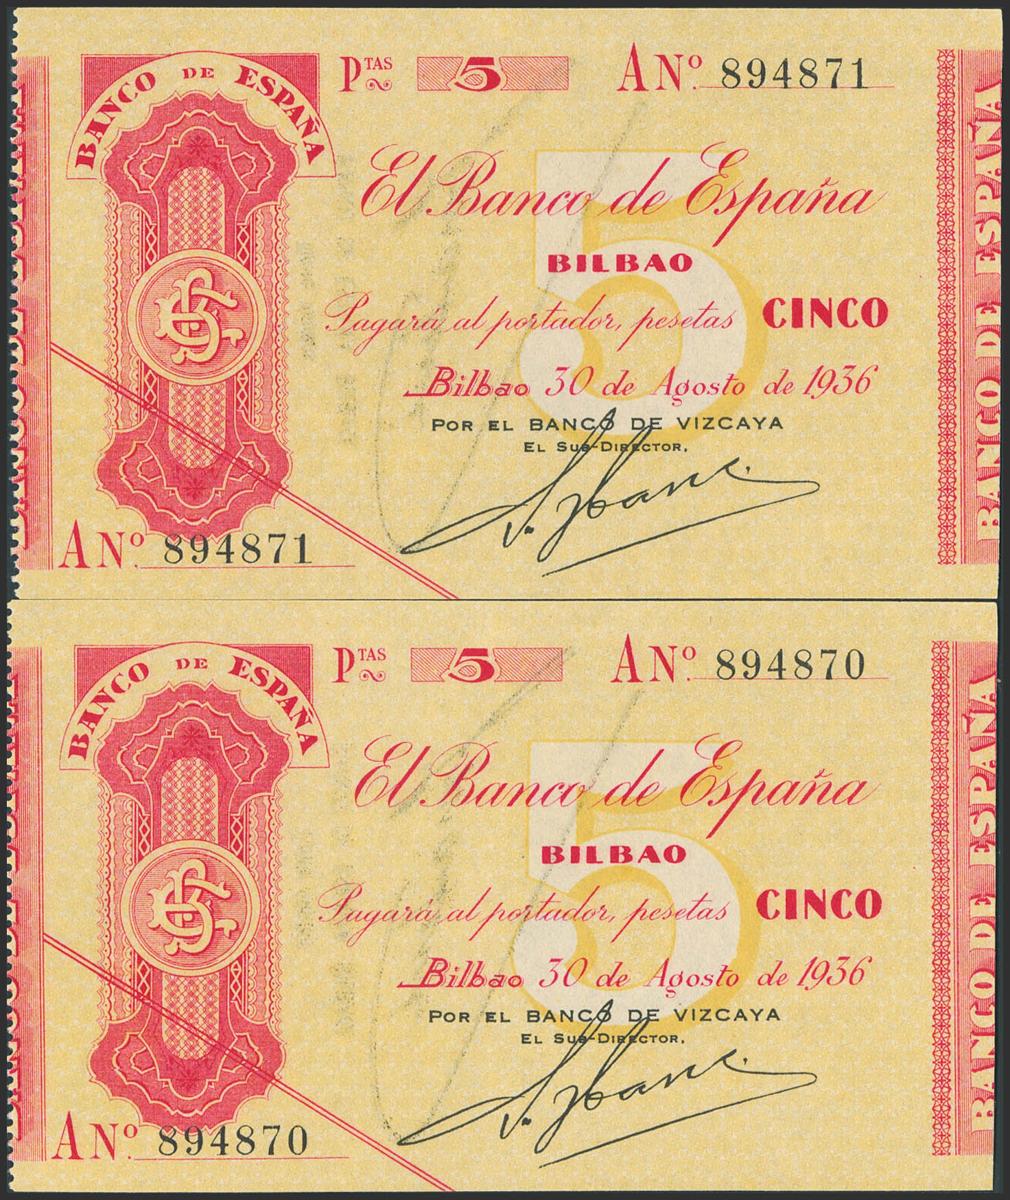 BANCO DE ESPAÑA
PTAS 5 A Nº. 894871
El Banco de España
BILBAO
Pagará al portador, pesetas CINCO
Bilbao 30 de Agosto de 1936
POR EL BANCO DE VIZCAYA
EL SUB-DIRECTOR,
A Nº. 894871
BANCO DE ESPAÑA
BANCO DE ESPAÑA
PTAS 5 A Nº. 894870
El Banco de España
BILBAO
Pagará al portador, pesetas CINCO
Bilbao 30 de Agosto de 1936
POR EL BANCO DE VIZCAYA
EL SUB-DIRECTOR,
A Nº. 894870
BANCO DE ESPAÑA